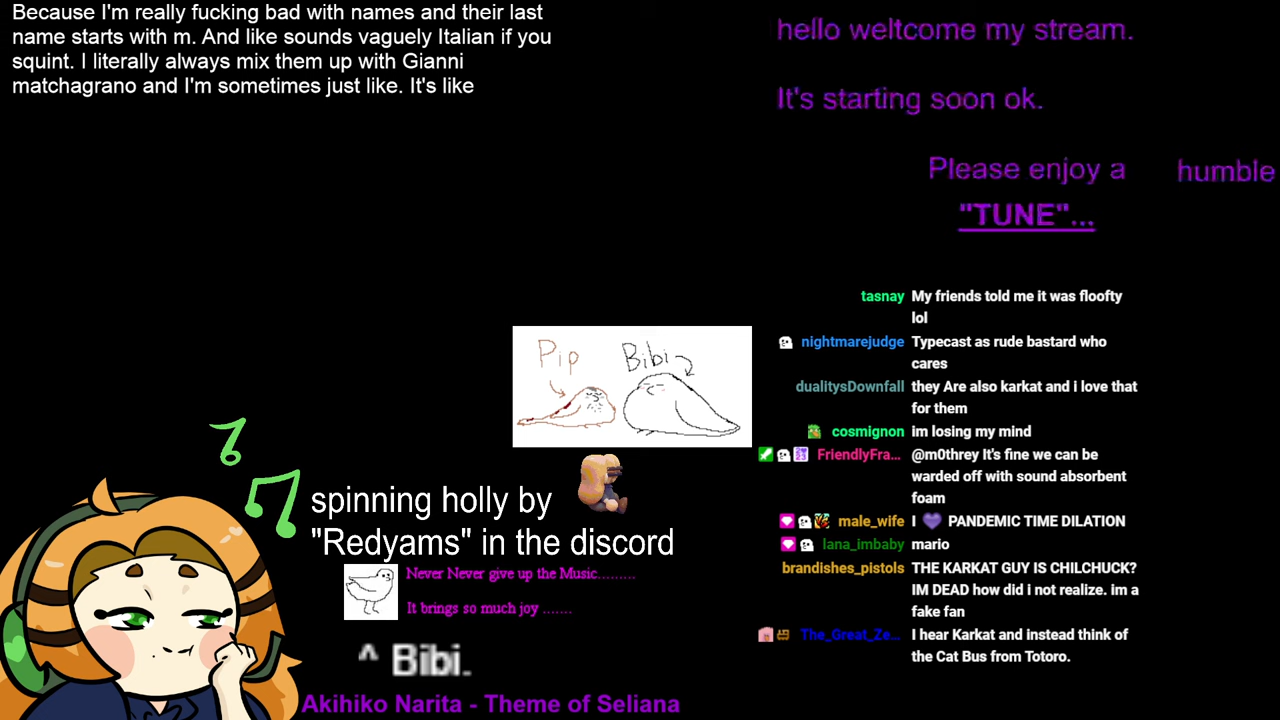 Because I'm really fucking bad with names and their last
name starts with m. And like sounds vaguely Italian if you
squint. I literally always mix them up with Gianni
matchagrano and I'm sometimes just like. It's like
hello weltcome my stream.
It's starting soon ok.
Please enjoy a humble
"TUNE"...
tasnay My friends told me it was floofty
lol
nightmarejudge Typecast as rude bastard who
cares
dualitysDownfall they Are also karkat and i love that
for them
cosmignon im losing my mind
FriendlyFra... @m0threy It's fine we can be
warded off with sound absorbent
foam
male_wife I 💜 PANDEMIC TIME DILATION
lana_imbaby mario
brandishes_pistols THE KARKAT GUY IS CHILCHUCK?
IM DEAD how did i not realize. im a
fake fan
The_Great_Ze... I hear Karkat and instead think of
the Cat Bus from Totoro.
Pip Bibi
spinning holly by
"Redyams" in the discord
Never Never give up the Music.........
It brings so much joy .......
^ Bibi.
Akihiko Narita - Theme of Seliana